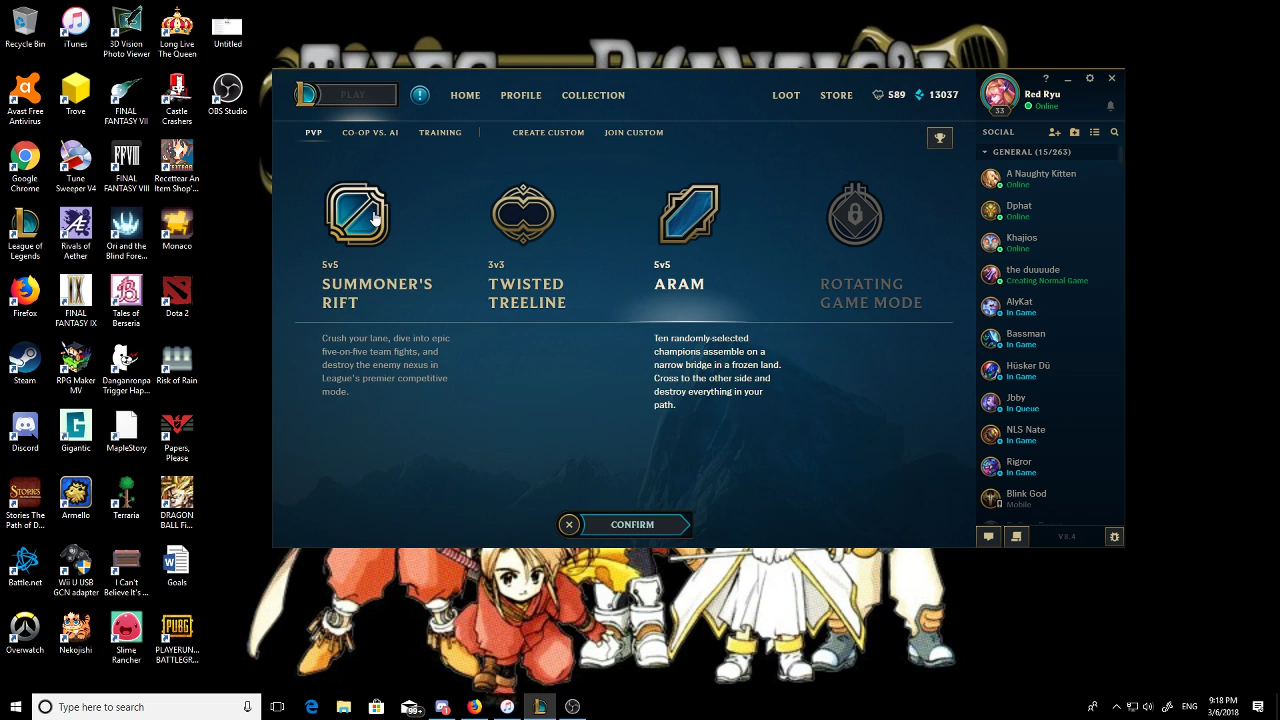 Recycle Bin
iTunes
3D Vision
Photo Viewer
Long Live
The Queen
Untitled
Avast Free
Antivirus
Trove
FINAL
FANTASY VII
Castle
Crashers
OBS Studio
Google
Chrome
Tune
Sweeper V4
FINAL
FANTASY VIII
Recettear An
Item Shop'...
League of
Legends
Rivals of
Aether
Ori and the
Blind Fore...
Monaco
Firefox
FINAL
FANTASY IX
Tales of
Berseria
Dota 2
Steam
RPG Maker
MV
Danganronpa
Trigger Hap...
Risk of Rain
Discord
Gigantic
MapleStory
Papers,
Please
Stories The
Path of D...
Armello
Terraria
DRAGON
BALL Fi...
Battle.net
Wii U USB
GCN adapter
I Can't
Believe It's ...
Goals
Overwatch
Nekojishi
Slime
Rancher
PLAYERUN...
BATTLEGR...
PLAY
HOME
PROFILE
COLLECTION
LOOT
STORE
589
13037
Red Ryu
Online
33
PVP
CO-OP VS. AI
TRAINING
CREATE CUSTOM
JOIN CUSTOM
5v5
SUMMONER'S
RIFT
Crush your lane, dive into epic
five-on-five team fights, and
destroy the enemy nexus in
League's premier competitive
mode.
3v3
TWISTED
TREELINE
5v5
ARAM
Ten randomly-selected
champions assemble on a
narrow bridge in a frozen land.
Cross to the other side and
destroy everything in your
path.
ROTATING
GAME MODE
CONFIRM
SOCIAL
GENERAL (15/263)
A Naughty Kitten
Online
Dphat
Online
Khajios
Online
the duuuude
Creating Normal Game
AlyKat
In Game
Bassman
In Game
Hüsker Dü
In Game
Jbby
In Queue
NLS Nate
In Game
Rigror
In Game
Blink God
Mobile
V8.4
Type here to search
99+
ENG
9:18 PM
3/6/2018